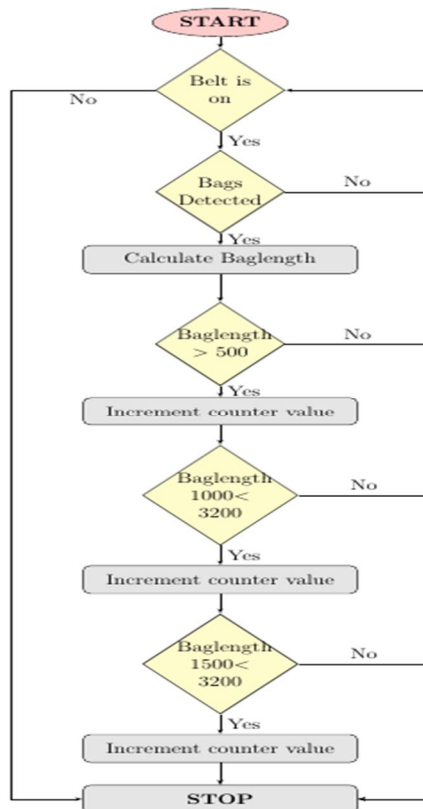 START
Belt is
on
No
Yes
Bags
Detected
No
Yes
Calculate Baglength
Baglength
> 500
No
Yes
Increment counter value
Baglength
1000<
3200
No
Yes
Increment counter value
Baglength
1500<
3200
No
Yes
Increment counter value
STOP